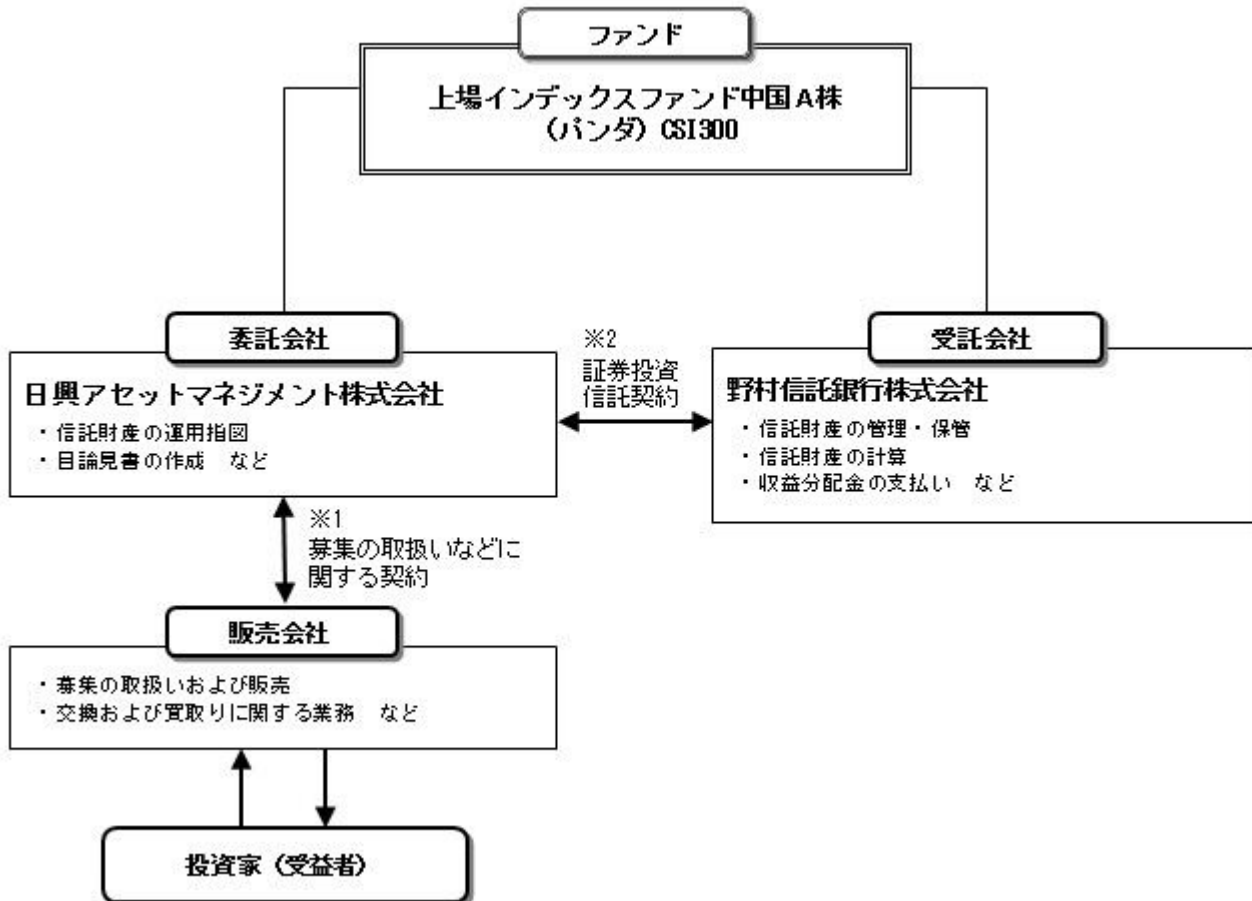 ファンド
上場インデックスファンド中国A株
（パンダ）CSI300
委託会社
日興アセットマネジメント株式会社
・信託財産の運用指図
・目論見書の作成　など
※2
証券投資
信託契約
受託会社
野村信託銀行株式会社
・信託財産の管理・保管
・信託財産の計算
・収益分配金の支払い　など
※1
募集の取扱いなどに
関する契約
販売会社
・募集の取扱いおよび販売
・交換および買取りに関する業務　など
投資家（受益者）